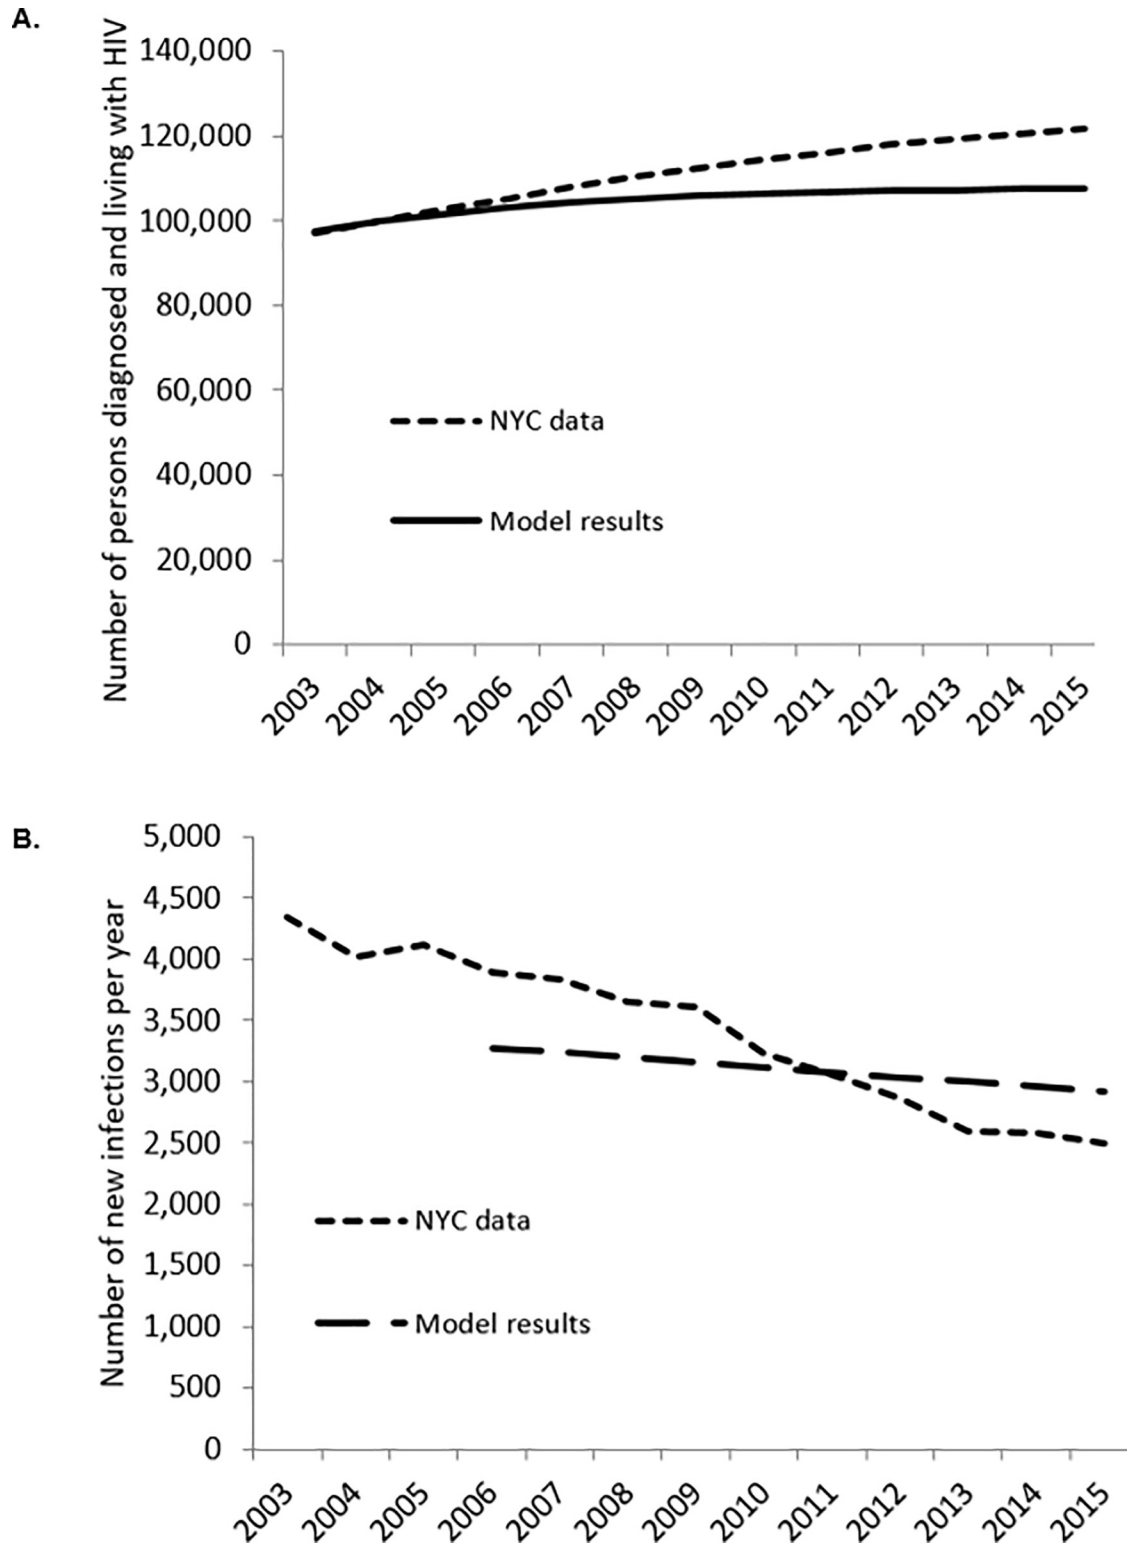 A.
Number of persons diagnosed and living with HIV
140,000
120,000
100,000
80,000
60,000
40,000
20,000
0
NYC data
Model results
2003 2004 2005 2006 2007 2008 2009 2010 2011 2012 2013 2014 2015
B.
Number of new infections per year
5,000
4,500
4,000
3,500
3,000
2,500
2,000
1,500
1,000
500
0
NYC data
Model results
2003 2004 2005 2006 2007 2008 2009 2010 2011 2012 2013 2014 2015